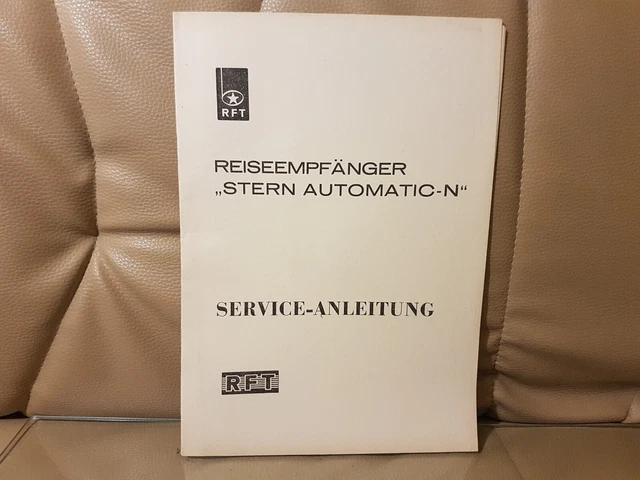 RFT
REISEEMPFÄNGER
„STERN AUTOMATIC-N“
SERVICE-ANLEITUNG
RFT